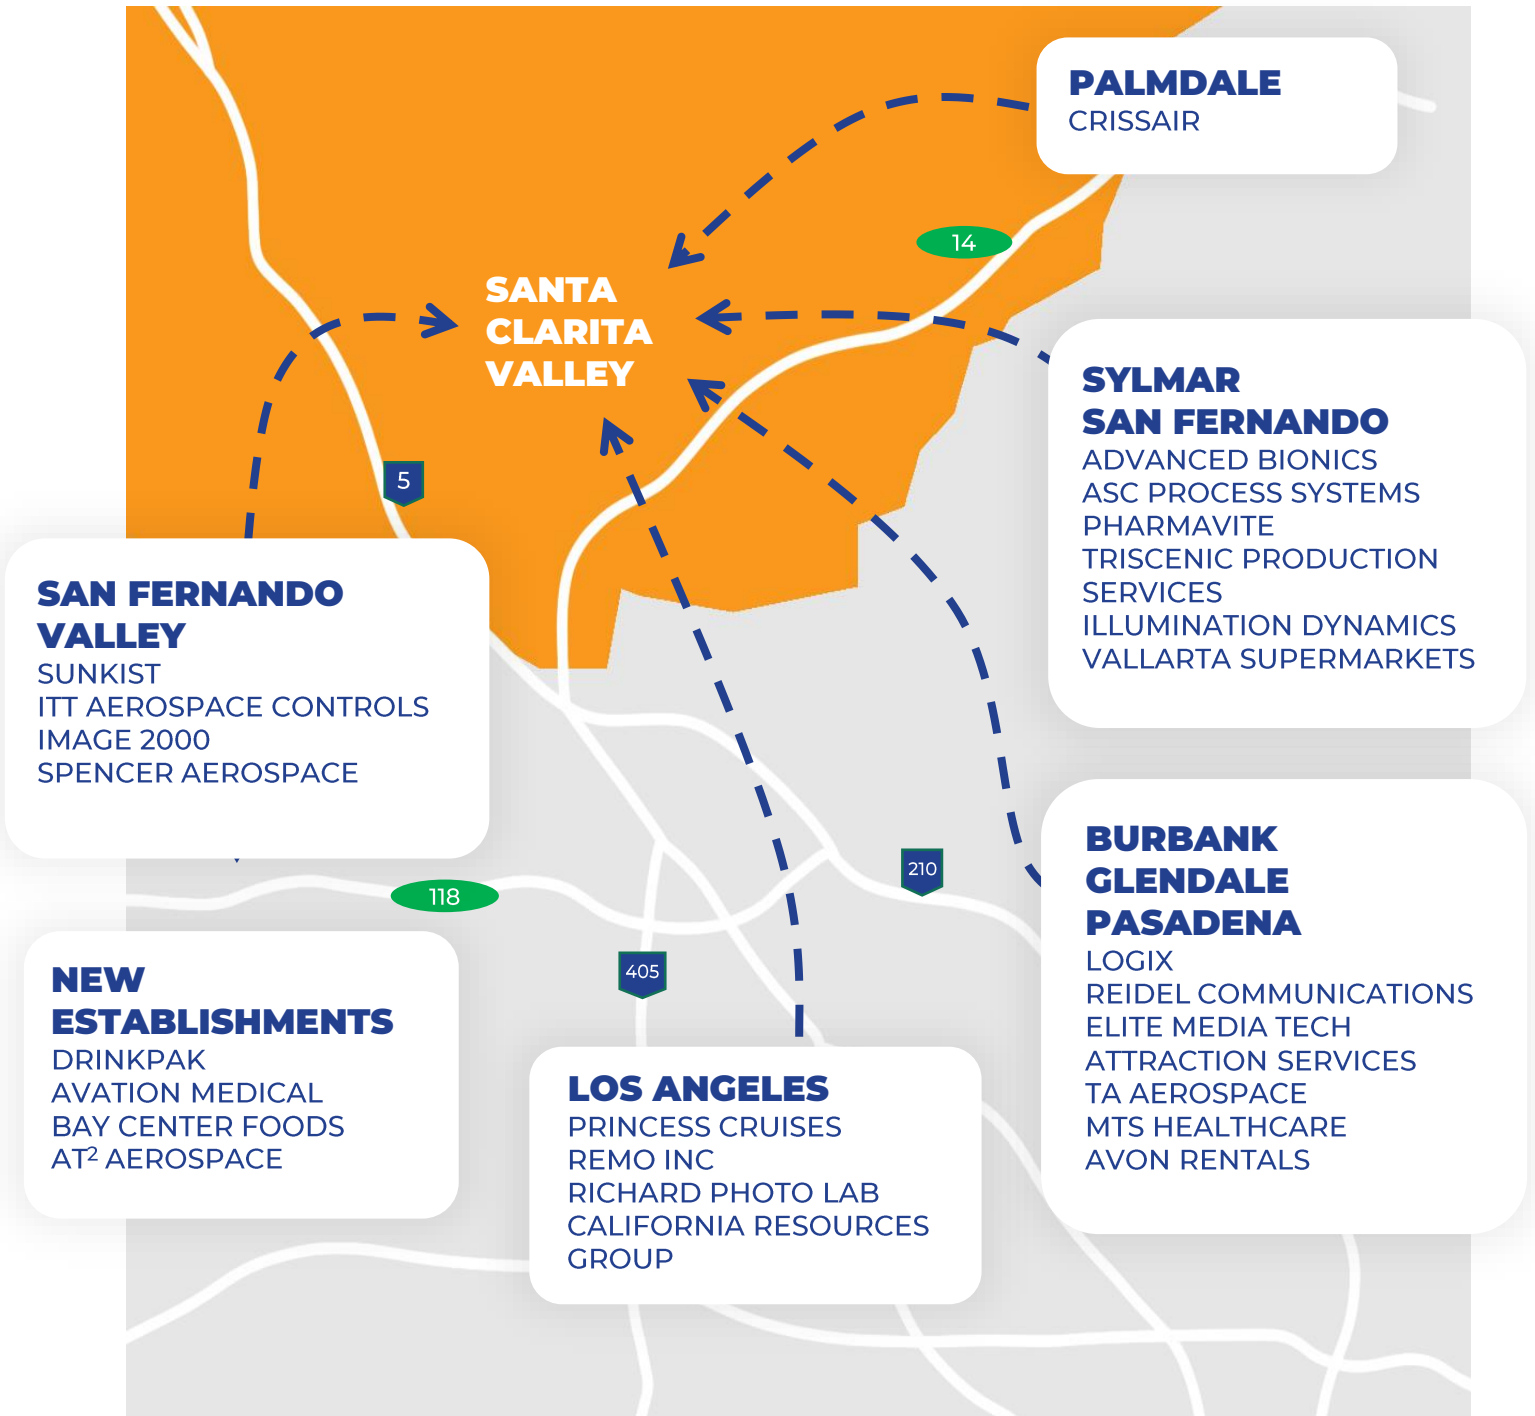 PALMDALE
CRISSAIR
14
SANTA
CLARITA
VALLEY
SYLMAR
SAN FERNANDO
ADVANCED BIONICS
ASC PROCESS SYSTEMS
PHARMAVITE
TRISCENIC PRODUCTION
SERVICES
ILLUMINATION DYNAMICS
VALLARTA SUPERMARKETS
5
SAN FERNANDO
VALLEY
SUNKIST
ITT AEROSPACE CONTROLS
IMAGE 2000
SPENCER AEROSPACE
BURBANK
GLENDALE
PASADENA
LOGIX
REIDEL COMMUNICATIONS
ELITE MEDIA TECH
ATTRACTION SERVICES
TA AEROSPACE
MTS HEALTHCARE
AVON RENTALS
210
118
405
NEW
ESTABLISHMENTS
DRINKPAK
AVATION MEDICAL
BAY CENTER FOODS
AT² AEROSPACE
LOS ANGELES
PRINCESS CRUISES
REMO INC
RICHARD PHOTO LAB
CALIFORNIA RESOURCES
GROUP